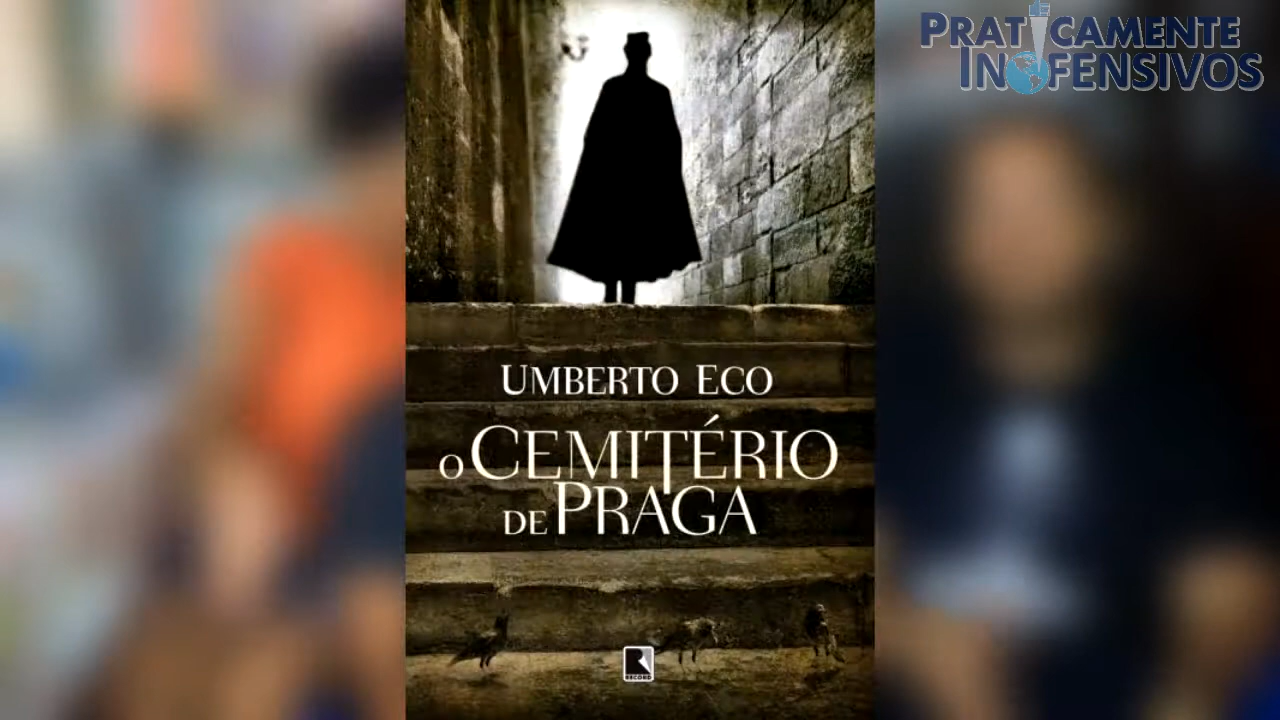 PRATICAMENTE
INOFENSIVOS
UMBERTO ECO
O CEMITÉRIO
DE PRAGA
RECORD